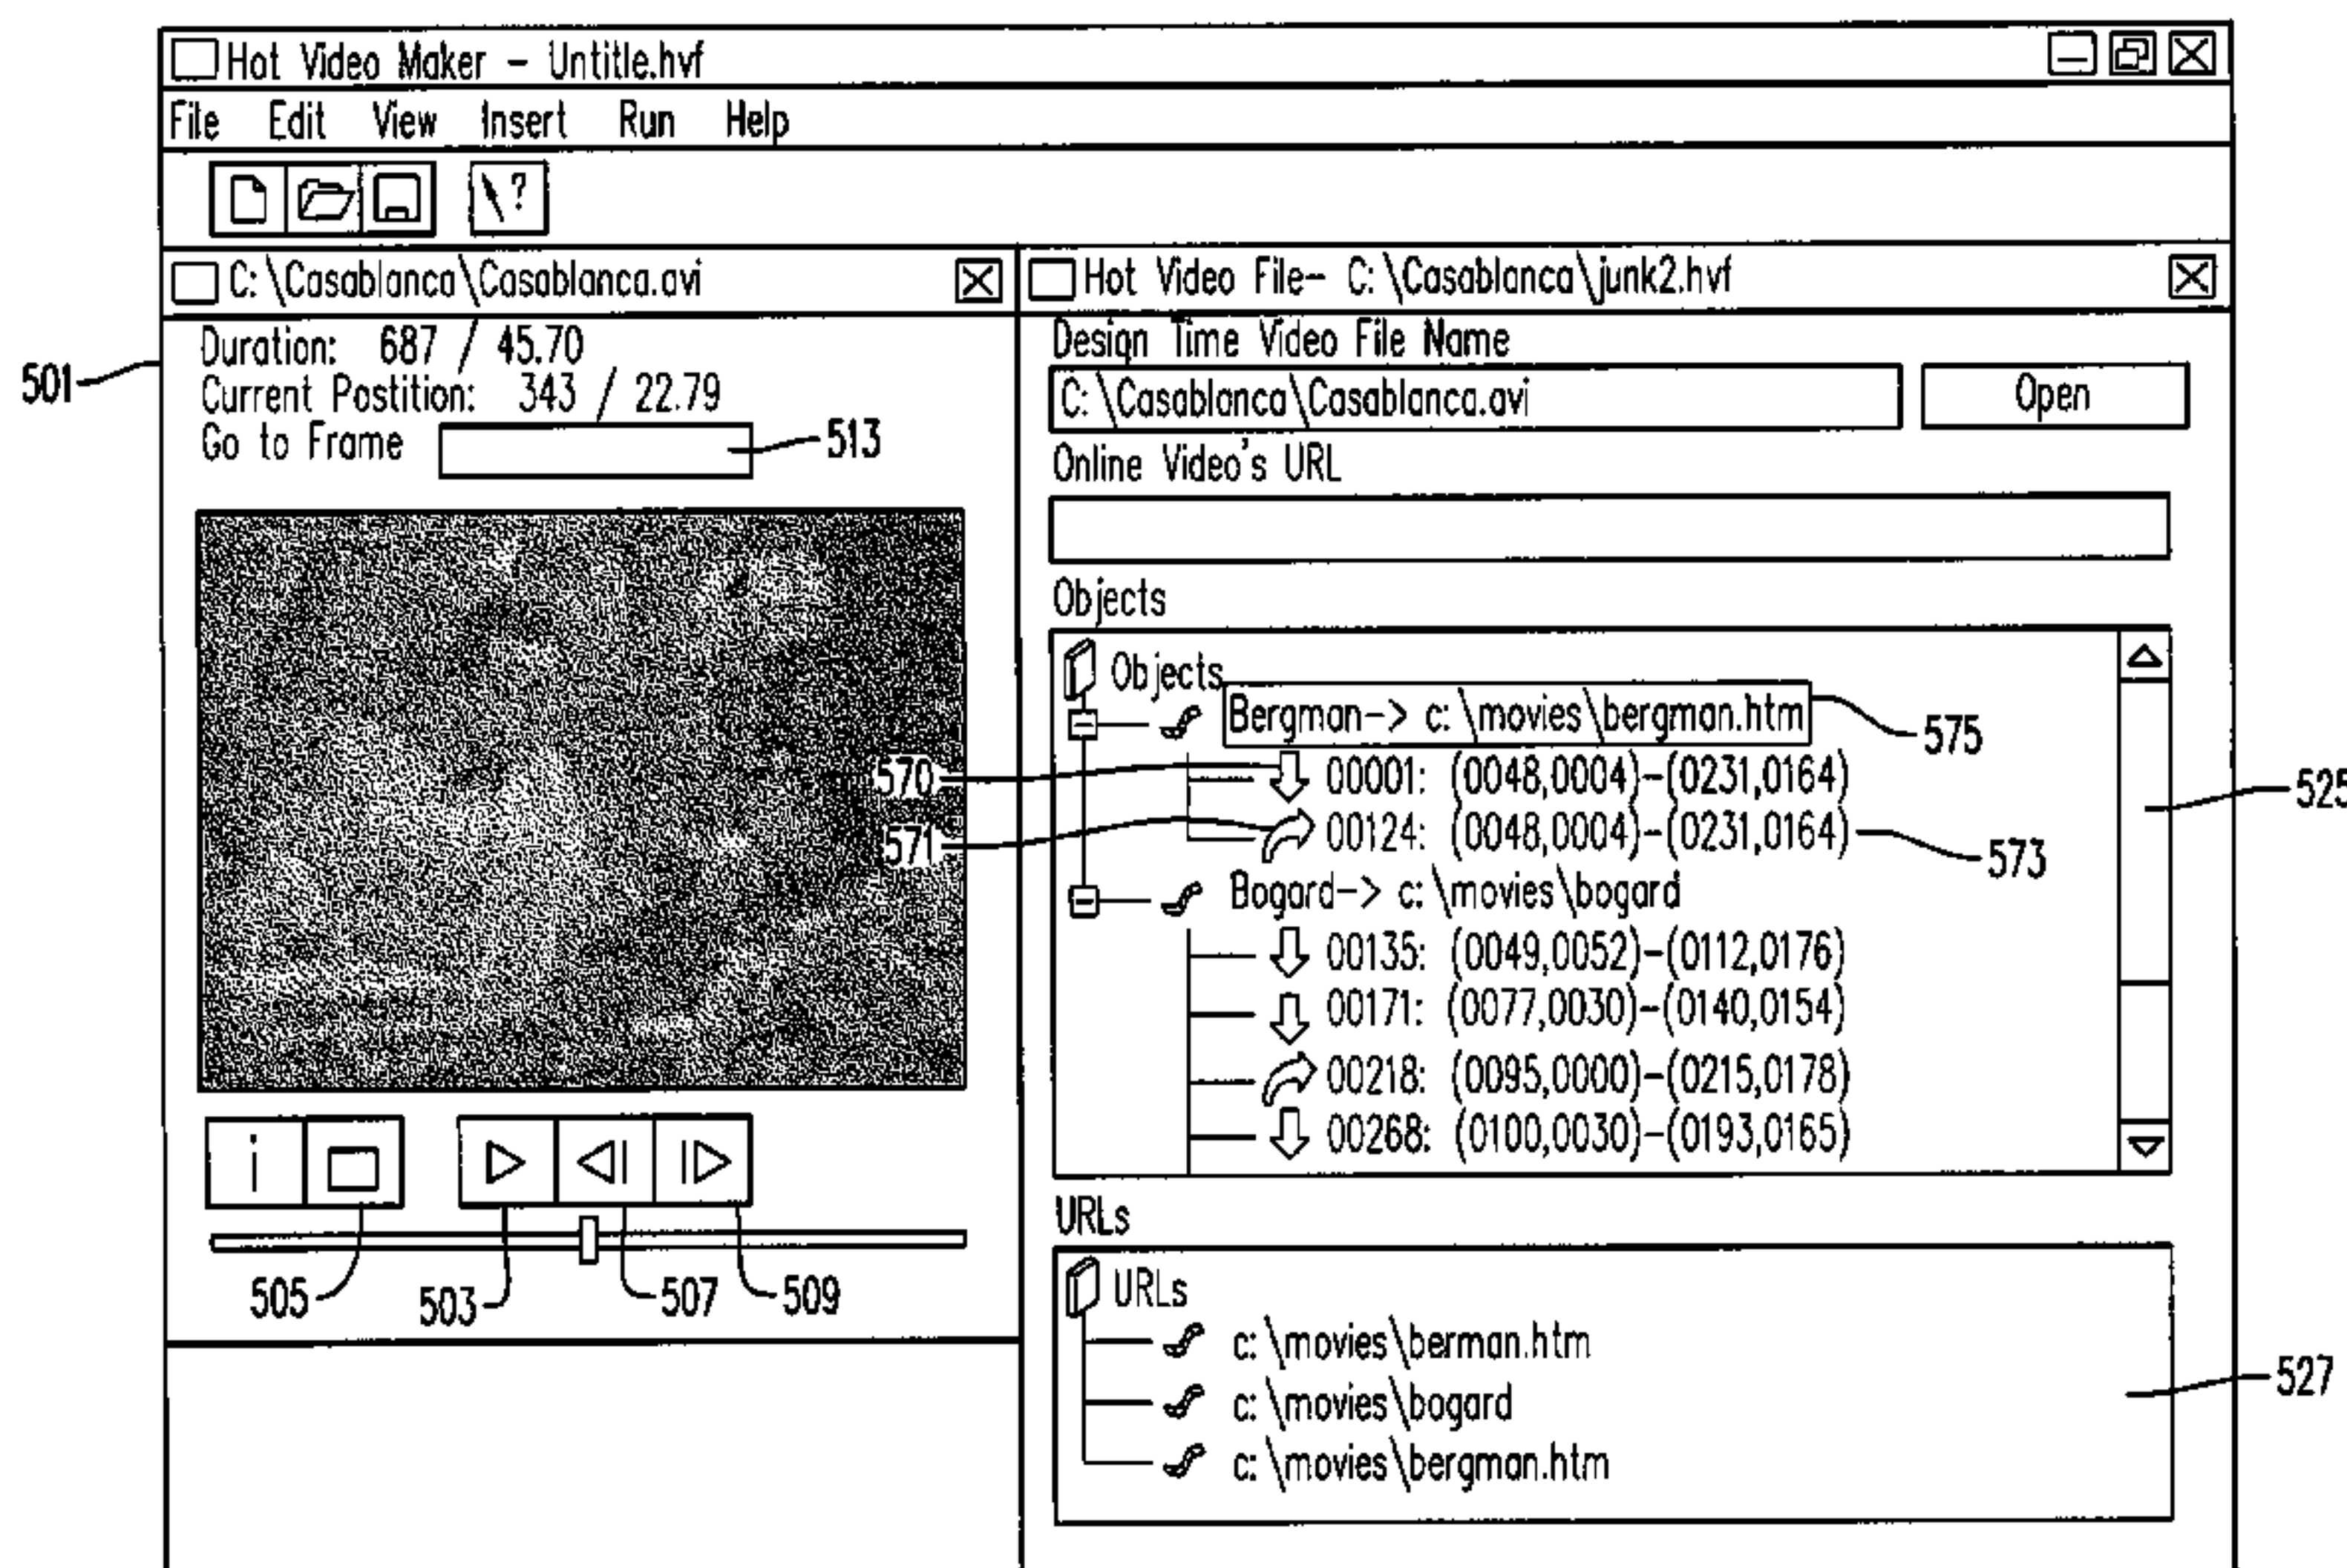 Hot Video Maker - Untitle.hvf
File Edit View Insert Run Help
?
C:\Casablanca\Casablanca.avi
Duration: 687 / 45.70
Current Postition: 343 / 22.79
Go to Frame
501
513
i
505
503
507
509
Hot Video File- C:\Casablanca\junk2.hvf
Design Time Video File Name
C:\Casablanca\Casablanca.avi
Open
Online Video's URL
Objects
Objects
Bergman-> c:\movies\bergman.htm
575
570
00001: (0048,0004)-(0231,0164)
525
571
00124: (0048,0004)-(0231,0164)
573
Bogard-> c:\movies\bogard
00135: (0049,0052)-(0112,0176)
00171: (0077,0030)-(0140,0154)
00218: (0095,0000)-(0215,0178)
00268: (0100,0030)-(0193,0165)
URLs
URLs
c:\movies\berman.htm
c:\movies\bogard
527
c:\movies\bergman.htm